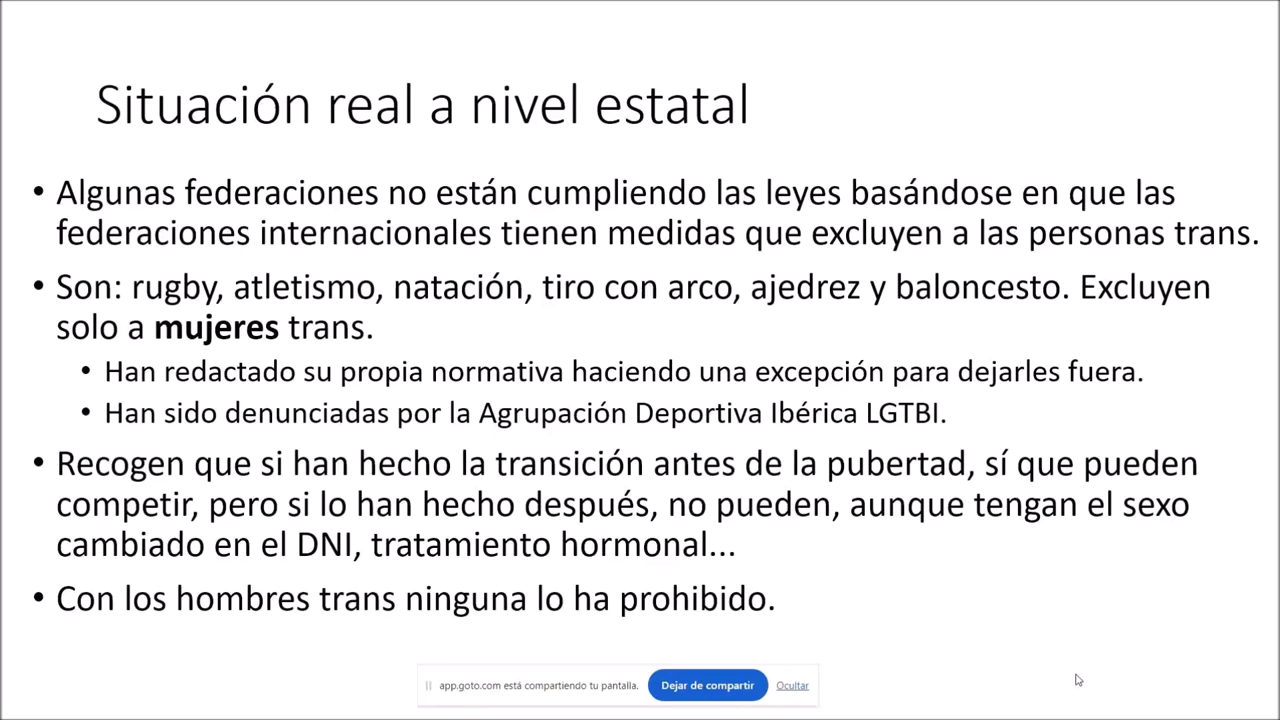 Situación real a nivel estatal
• Algunas federaciones no están cumpliendo las leyes basándose en que las
federaciones internacionales tienen medidas que excluyen a las personas trans.
• Son: rugby, atletismo, natación, tiro con arco, ajedrez y baloncesto. Excluyen
solo a mujeres trans.
• Han redactado su propia normativa haciendo una excepción para dejarles fuera.
• Han sido denunciadas por la Agrupación Deportiva Ibérica LGTBI.
• Recogen que si han hecho la transición antes de la pubertad, sí que pueden
competir, pero si lo han hecho después, no pueden, aunque tengan el sexo
cambiado en el DNI, tratamiento hormonal...
• Con los hombres trans ninguna lo ha prohibido.
app.goto.com está compartiendo tu pantalla. Dejar de compartir Ocultar